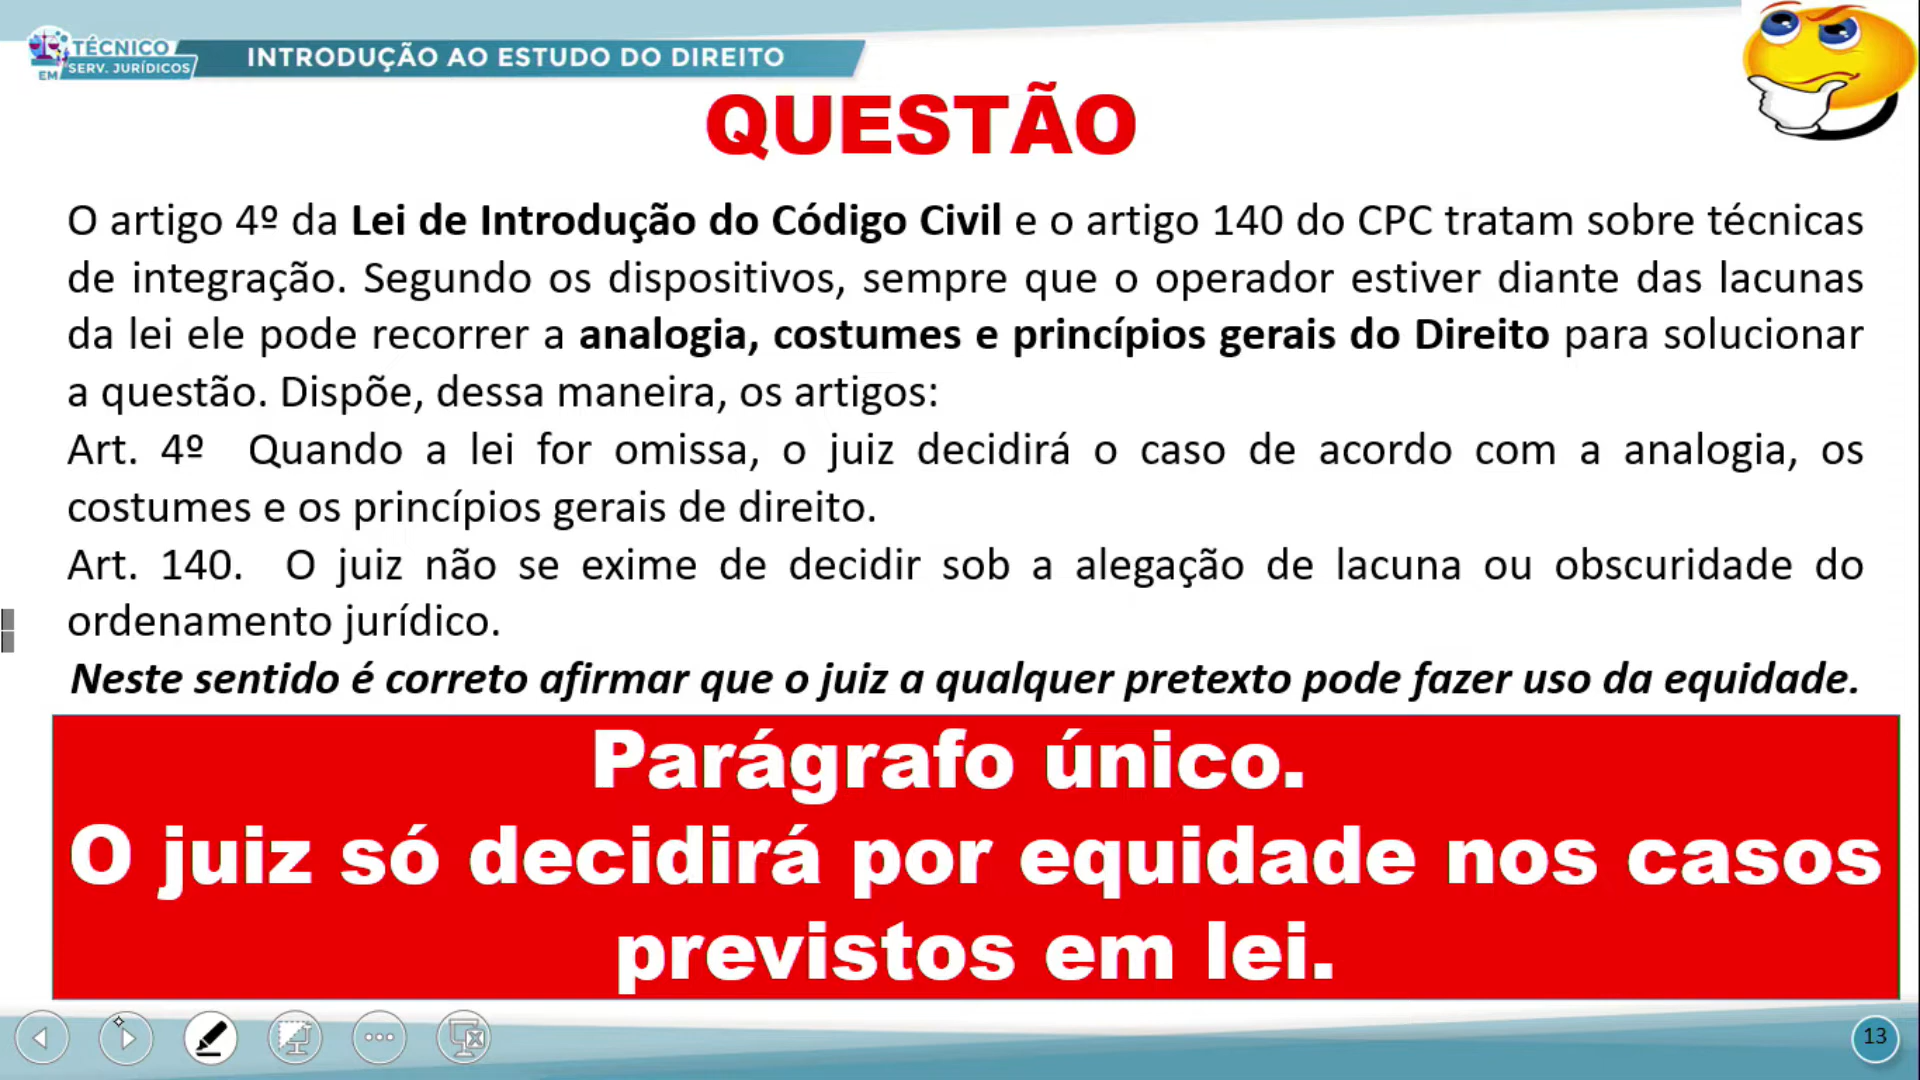 TÉCNICO
EM SERV. JURÍDICOS
INTRODUÇÃO AO ESTUDO DO DIREITO
QUESTÃO
O artigo 4º da Lei de Introdução do Código Civil e o artigo 140 do CPC tratam sobre técnicas
de integração. Segundo os dispositivos, sempre que o operador estiver diante das lacunas
da lei ele pode recorrer a analogia, costumes e princípios gerais do Direito para solucionar
a questão. Dispõe, dessa maneira, os artigos:
Art. 4º Quando a lei for omissa, o juiz decidirá o caso de acordo com a analogia, os
costumes e os princípios gerais de direito.
Art. 140. O juiz não se exime de decidir sob a alegação de lacuna ou obscuridade do
ordenamento jurídico.
Neste sentido é correto afirmar que o juiz a qualquer pretexto pode fazer uso da equidade.
Parágrafo único.
O juiz só decidirá por equidade nos casos
previstos em lei.
13